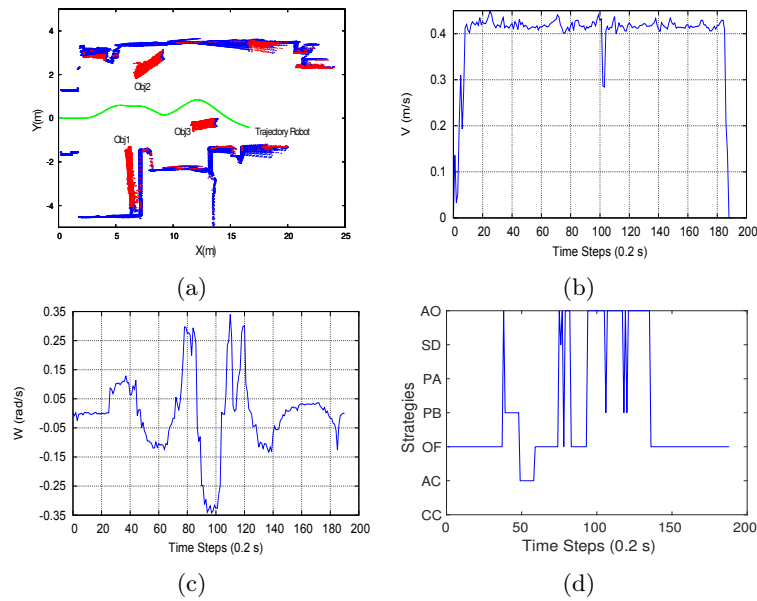 4
2
0
-2
-4
Y(m)
Obj2
Obj3
Obj1
Trajectory Robot
0 5 10 15 20 25
X(m)
(a)
0.4
0.3
0.2
0.1
0
V (m/s)
0 20 40 60 80 100 120 140 160 180 200
Time Steps (0.2 s)
(b)
0.35
0.25
0.15
0.05
-0.05
-0.15
-0.25
-0.35
W (rad/s)
0 20 40 60 80 100 120 140 160 180 200
Time Steps (0.2 s)
(c)
AO
SD
PA
PB
OF
AC
CC
Strategies
0 50 100 150 200
Time Steps (0.2 s)
(d)